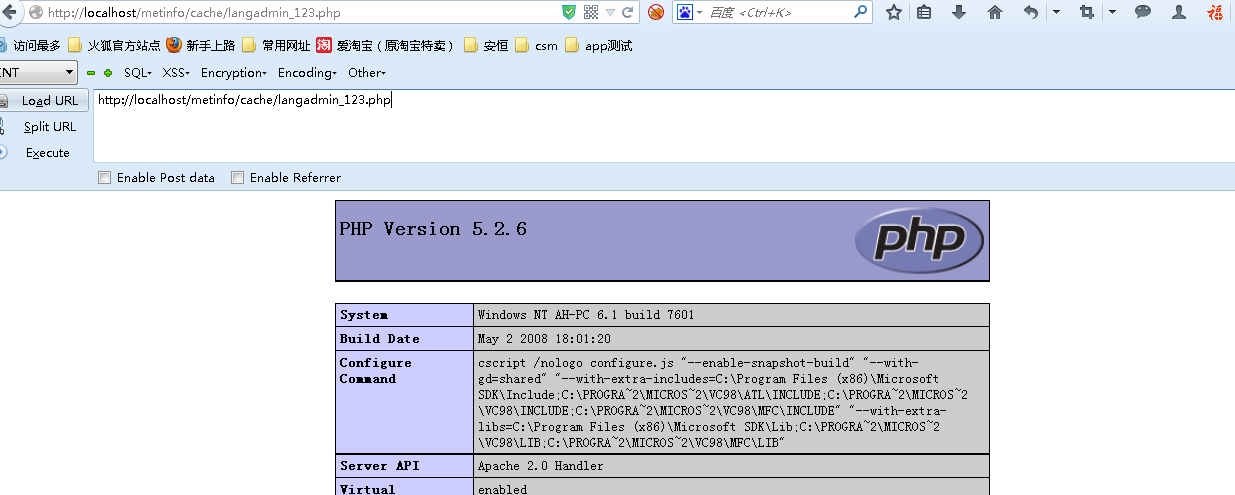 http://localhost/metinfo/cache/langadmin_123.php
百度 <Ctrl+K>
访问最多 火狐官方站点 新手上路 常用网址 淘 爱淘宝（原淘宝特卖） 安恒 csm app测试
INT SQL- XSS- Encryption- Encoding- Other-
Load URL http://localhost/metinfo/cache/langadmin_123.php
Split URL
Execute
Enable Post data Enable Referrer
PHP Version 5.2.6 php
System Windows NT AH-PC 6.1 build 7601
Build Date May 2 2008 18:01:20
Configure Command cscript /nologo configure.js "--enable-snapshot-build" "--with-
gd=shared" "--with-extra-includes=C:\Program Files (x86)\Microsoft
SDK\Include;C:\PROGRA~2\MICROS~2\VC98\ATL\INCLUDE;C:\PROGRA~2\MICROS~2
\VC98\INCLUDE;C:\PROGRA~2\MICROS~2\VC98\MFC\INCLUDE" "--with-extra-
libs=C:\Program Files (x86)\Microsoft SDK\Lib;C:\PROGRA~2\MICROS~2
\VC98\LIB;C:\PROGRA~2\MICROS~2\VC98\MFC\LIB"
Server API Apache 2.0 Handler
Virtual enabled